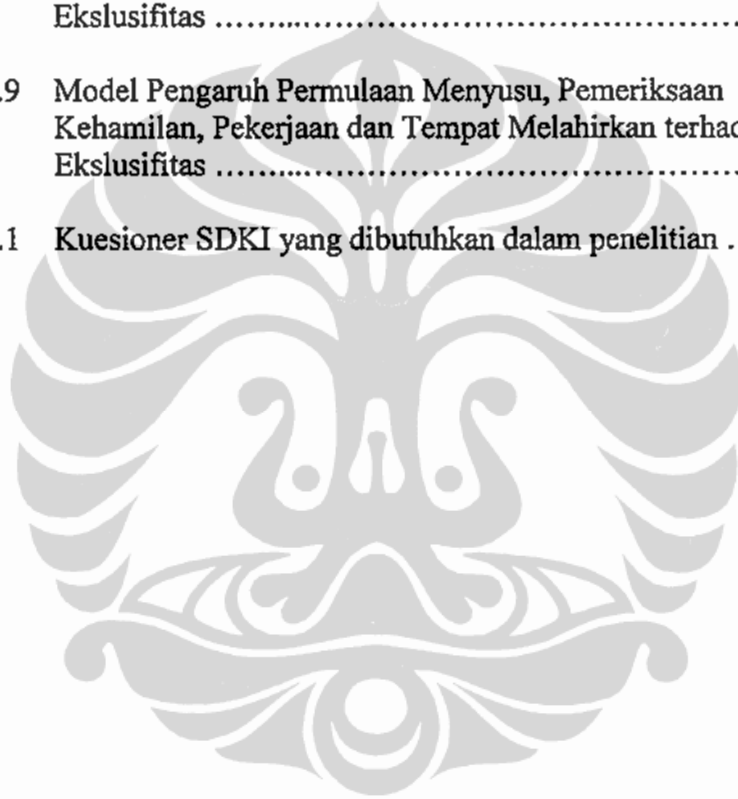 Ekslusifitas ..................................................
.9 Model Pengaruh Permulaan Menyusu, Pemeriksaan
Kehamilan, Pekerjaan dan Tempat Melahirkan terhad
Ekslusifitas ..................................................
.1 Kuesioner SDKI yang dibutuhkan dalam penelitian .